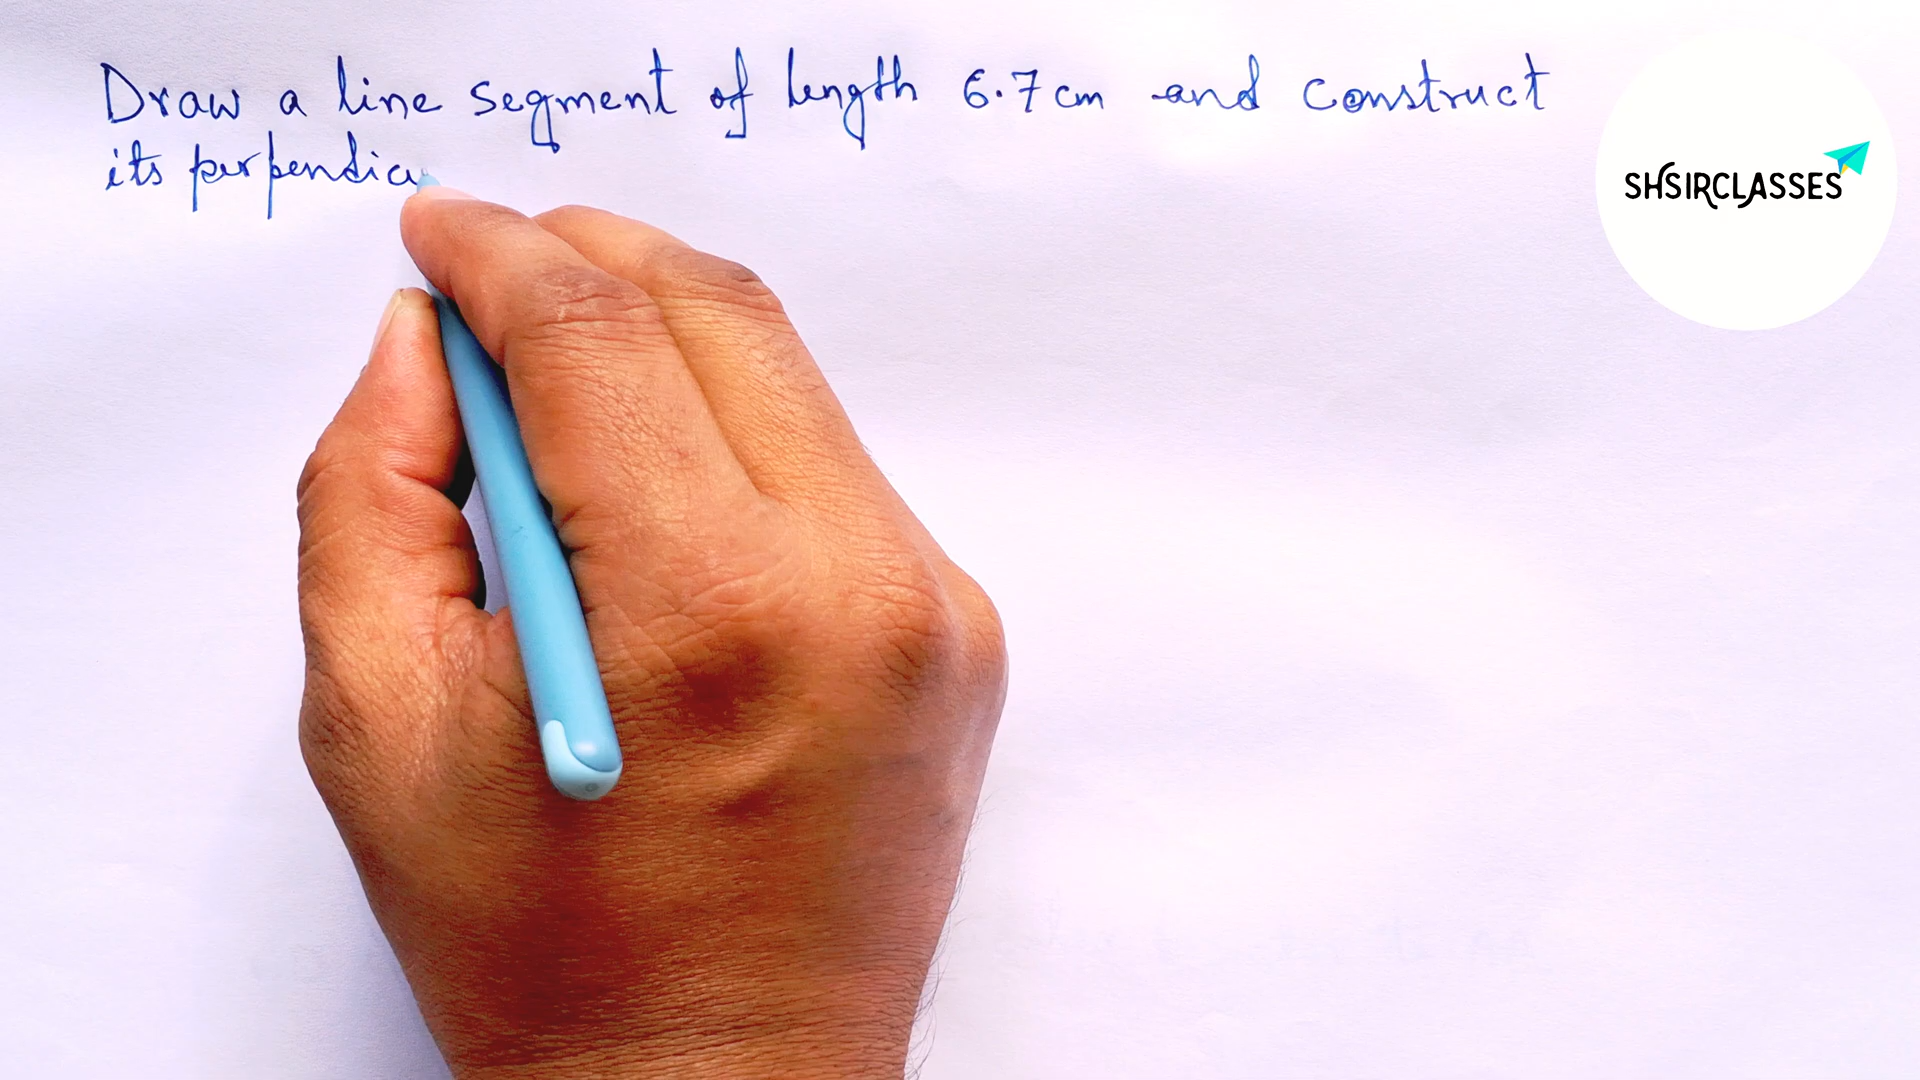 Draw a line segment of length 6.7 cm and construct
its perpendicu
SHSIRCLASSES